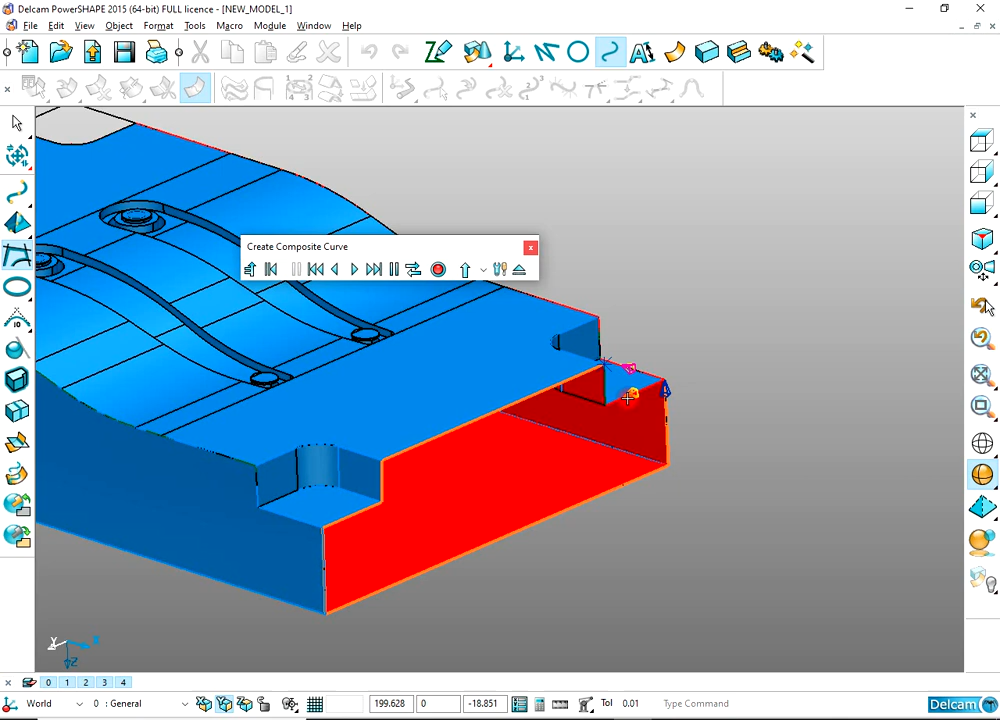 Delcam PowerSHAPE 2015 (64-bit) FULL licence - [NEW_MODEL_1]
File Edit View Object Format Tools Macro Module Window Help
Create Composite Curve
x
10
Y X
Z
0 1 2 3 4
World 0 : General 199.628 0 -18.851 Tol 0.01 Type Command Delcam